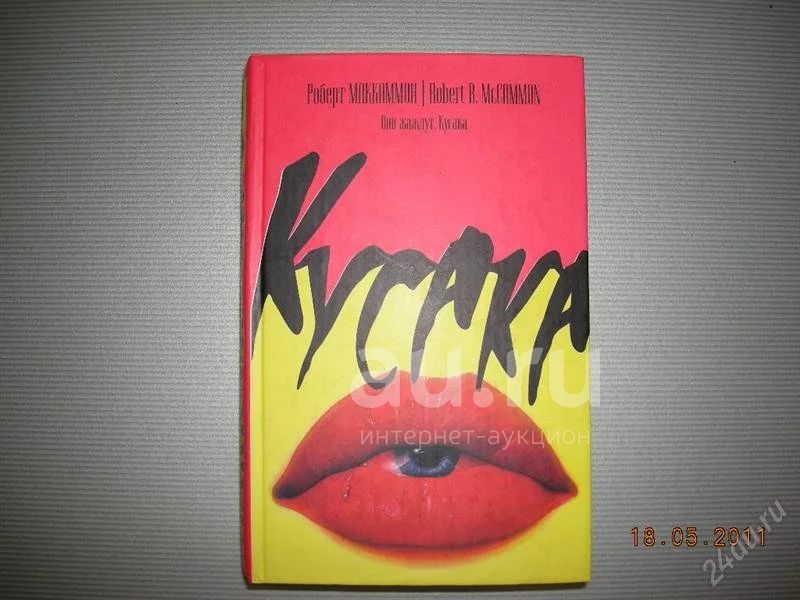 Роберт МАККАММОН | Robert R. McCAMMON
Они жаждут. Кусака
Кусака
au.ru
интернет-аукцион
18.05.2011
24au.ru